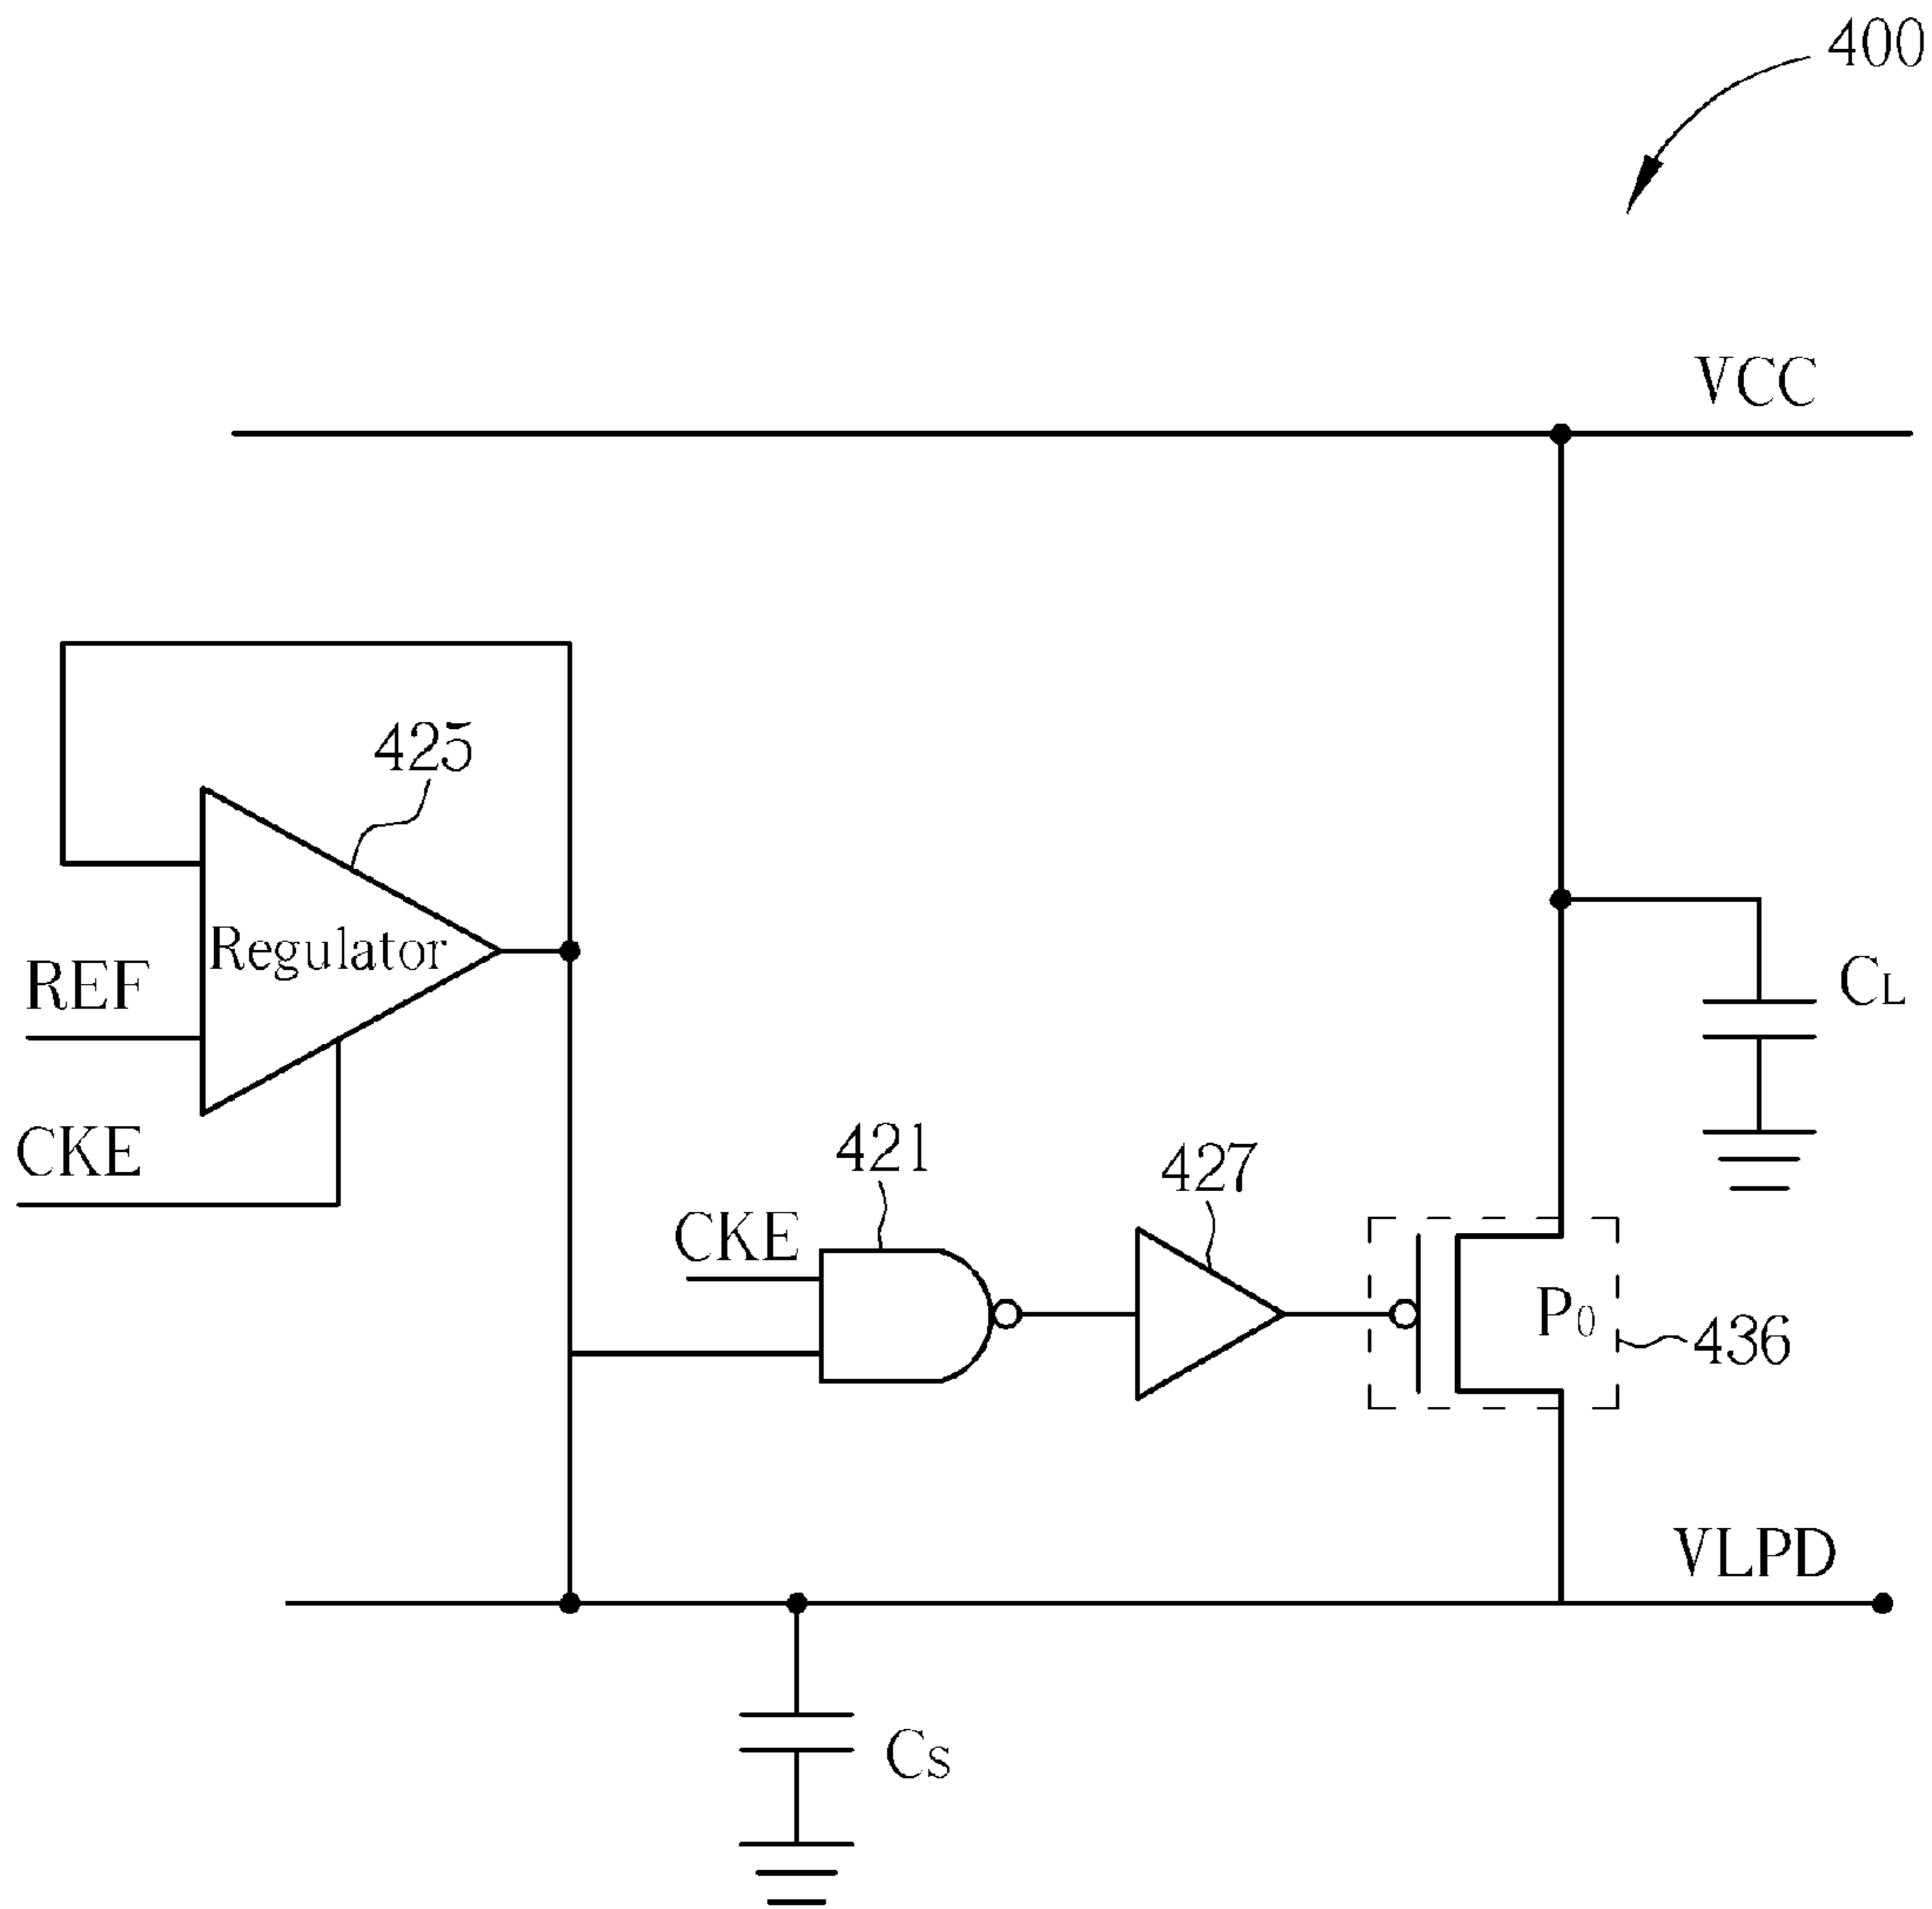 400
VCC
425
Regulator
REF
CL
CKE
421
427
CKE
P0
436
VLPD
CS